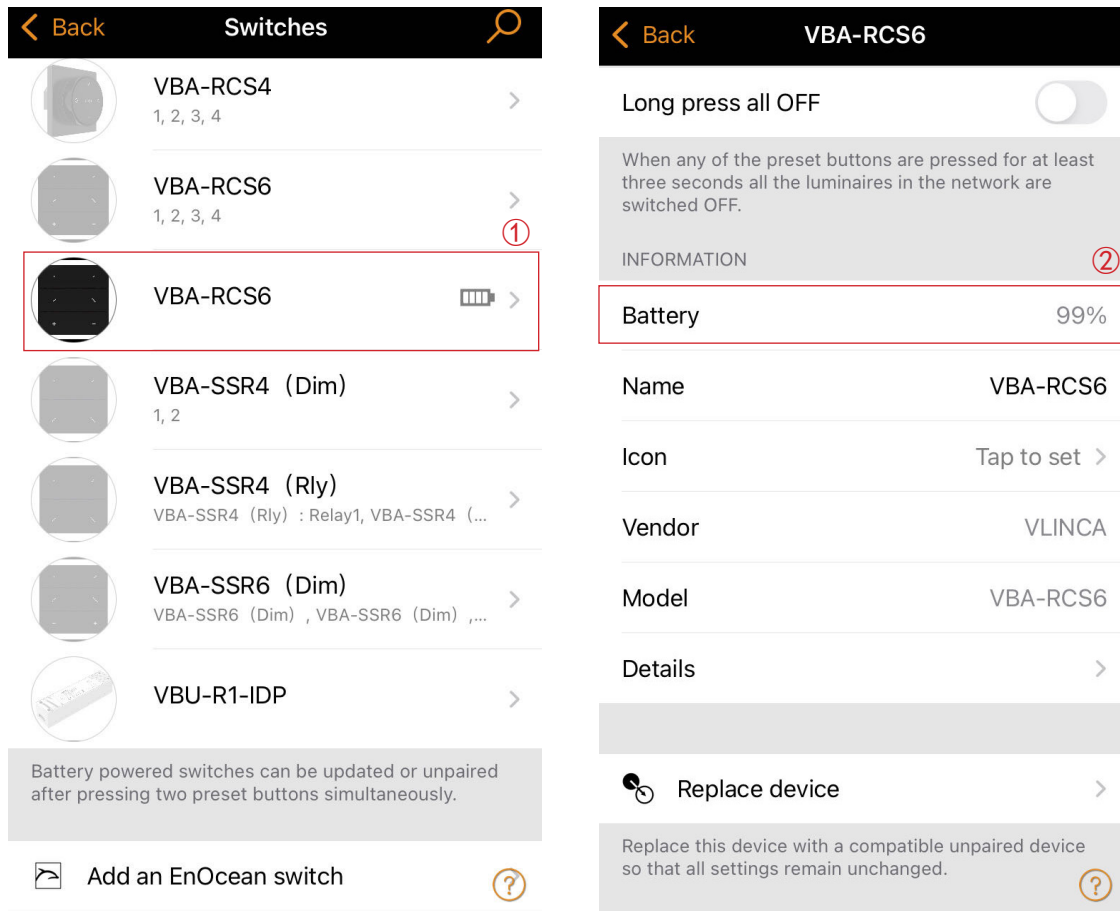 Back
Switches
VBA-RCS4
1, 2, 3, 4
VBA-RCS6
1, 2, 3, 4
①
VBA-RCS6
VBA-SSR4（Dim）
1, 2
VBA-SSR4（Rly）
VBA-SSR4（Rly）: Relay1, VBA-SSR4（...
VBA-SSR6（Dim）
VBA-SSR6（Dim）, VBA-SSR6（Dim）,...
VBU-R1-IDP
Battery powered switches can be updated or unpaired
after pressing two preset buttons simultaneously.
Add an EnOcean switch
?
Back
VBA-RCS6
Long press all OFF
When any of the preset buttons are pressed for at least
three seconds all the luminaires in the network are
switched OFF.
INFORMATION
②
Battery 99%
Name VBA-RCS6
Icon Tap to set
Vendor VLINCA
Model VBA-RCS6
Details
Replace device
Replace this device with a compatible unpaired device
so that all settings remain unchanged.
?